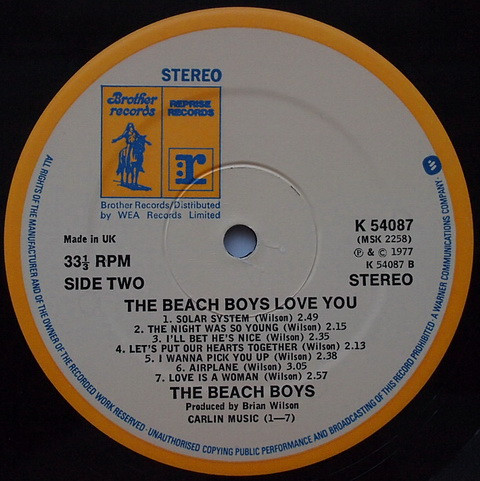 STEREO
Brother
records
REPRISE
RECORDS
r
Brother Records/Distributed
by WEA Records Limited
Made in UK
33⅓ RPM
SIDE TWO
K 54087
(MSK 2258)
℗ & © 1977
K 54087 B
STEREO
THE BEACH BOYS LOVE YOU
1. SOLAR SYSTEM (Wilson) 2.49
2. THE NIGHT WAS SO YOUNG (Wilson) 2.15
3. I'LL BET HE'S NICE (Wilson) 2.35
4. LET'S PUT OUR HEARTS TOGETHER (Wilson) 2.13
5. I WANNA PICK YOU UP (Wilson) 2.38
6. AIRPLANE (Wilson) 3.05
7. LOVE IS A WOMAN (Wilson) 2.57
THE BEACH BOYS
Produced by Brian Wilson
CARLIN MUSIC (1—7)
ALL RIGHTS OF THE MANUFACTURER AND OF THE OWNER OF THE RECORDED WORK RESERVED · UNAUTHORISED COPYING PUBLIC PERFORMANCE AND BROADCASTING OF THIS RECORD PROHIBITED · A WARNER COMMUNICATIONS COMPANY ·